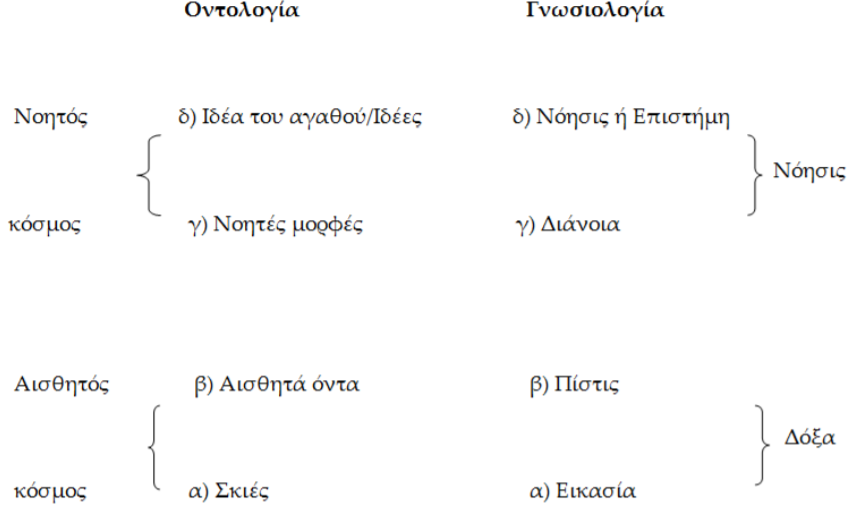 Οντολογία Γνωσιολογία
Νοητός δ) Ιδέα του αγαθού/Ιδέες δ) Νόησις ή Επιστήμη
Νόησις
κόσμος γ) Νοητές μορφές γ) Διάνοια
Αισθητός β) Αισθητά όντα β) Πίστις
Δόξα
κόσμος α) Σκιές α) Εικασία